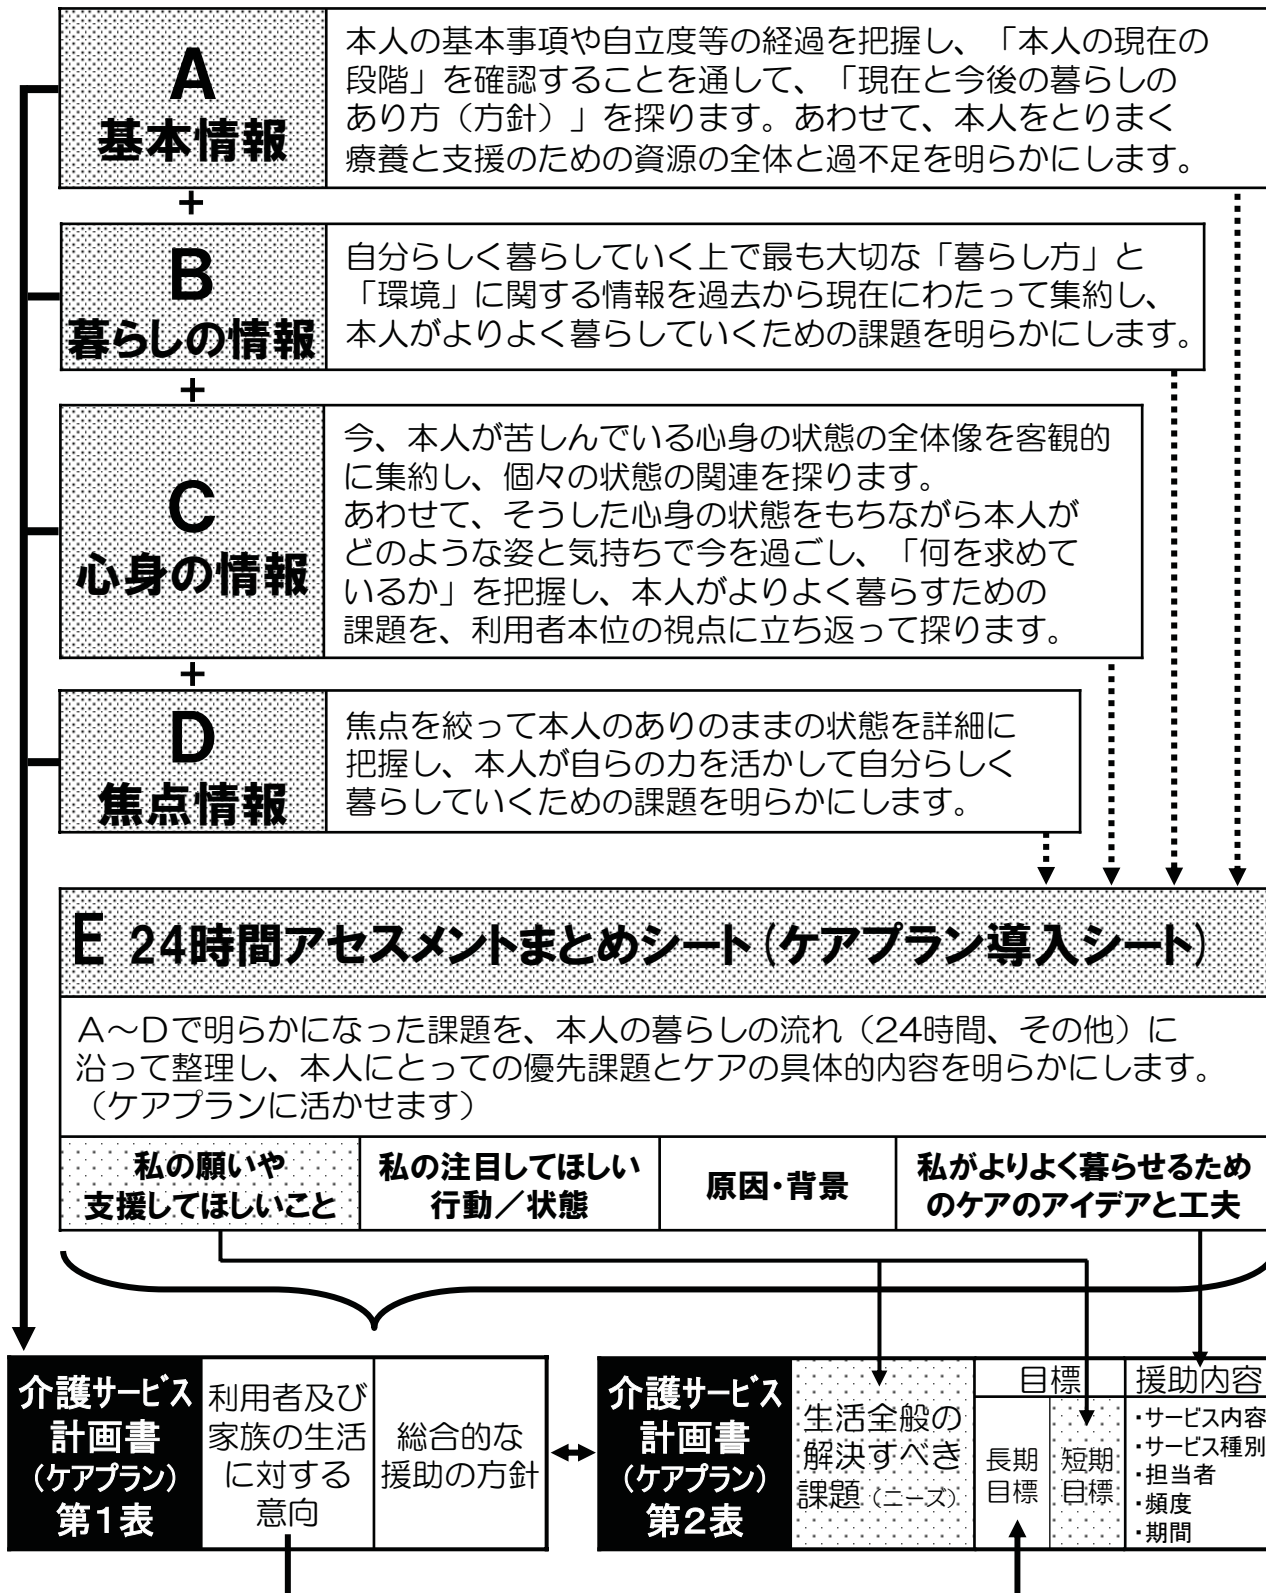 A
基本情報
本人の基本事項や自立度等の経過を把握し、「本人の現在の
段階」を確認することを通して、「現在と今後の暮らしの
あり方（方針）」を探ります。あわせて、本人をとりまく
療養と支援のための資源の全体と過不足を明らかにします。
+
B
暮らしの情報
自分らしく暮らしていく上で最も大切な「暮らし方」と
「環境」に関する情報を過去から現在にわたって集約し、
本人がよりよく暮らしていくための課題を明らかにします。
+
C
心身の情報
今、本人が苦しんでいる心身の状態の全体像を客観的
に集約し、個々の状態の関連を探ります。
あわせて、そうした心身の状態をもちながら本人が
どのような姿と気持ちで今を過ごし、「何を求めて
いるか」を把握し、本人がよりよく暮らすための
課題を、利用者本位の視点に立ち返って探ります。
+
D
焦点情報
焦点を絞って本人のありのままの状態を詳細に
把握し、本人が自らの力を活かして自分らしく
暮らしていくための課題を明らかにします。
E 24時間アセスメントまとめシート（ケアプラン導入シート）
A～Dで明らかになった課題を、本人の暮らしの流れ（24時間、その他）に
沿って整理し、本人にとっての優先課題とケアの具体的内容を明らかにします。
（ケアプランに活かせます）
私の願いや
支援してほしいこと
私の注目してほしい
行動／状態
原因・背景
私がよりよく暮らせるため
のケアのアイデアと工夫
介護サービス
計画書
（ケアプラン）
第1表
利用者及び
家族の生活
に対する
意向
総合的な
援助の方針
介護サービス
計画書
（ケアプラン）
第2表
生活全般の
解決すべき
課題（ニーズ）
目標
長期
目標
短期
目標
援助内容
・サービス内容
・サービス種別
・担当者
・頻度
・期間